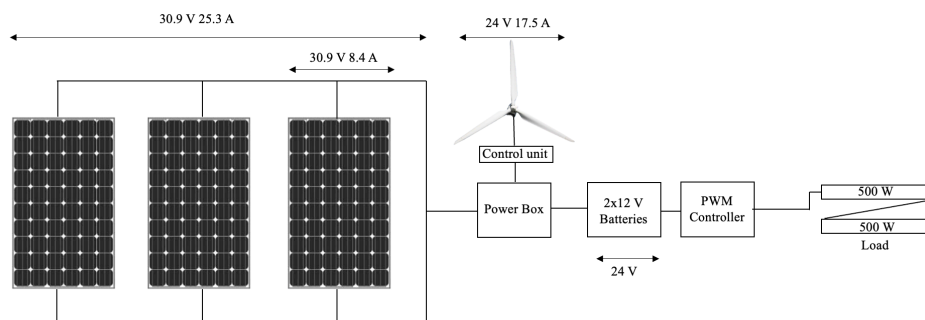 30.9 V 25.3 A
24 V 17.5 A
30.9 V 8.4 A
Control unit
Power Box
2x12 V
Batteries
PWM
Controller
500 W
500 W
Load
24 V